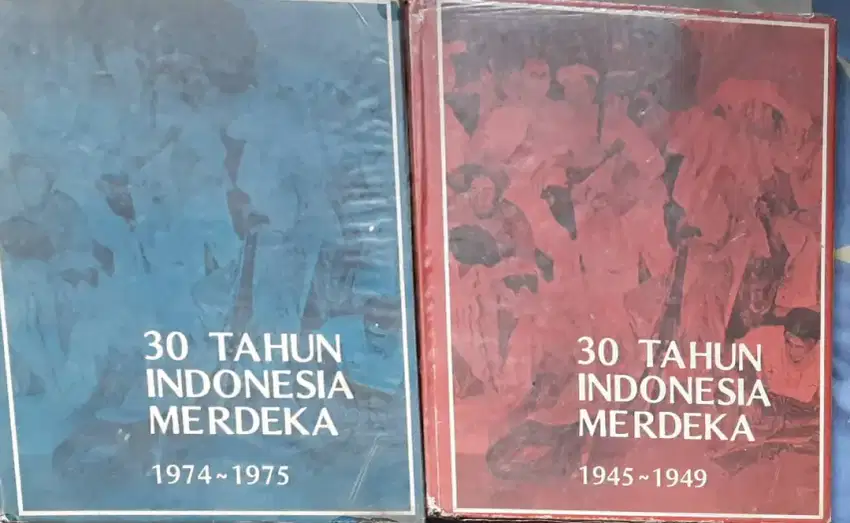 30 TAHUN
INDONESIA
MERDEKA
1974~1975
30 TAHUN
INDONESIA
MERDEKA
1945~1949